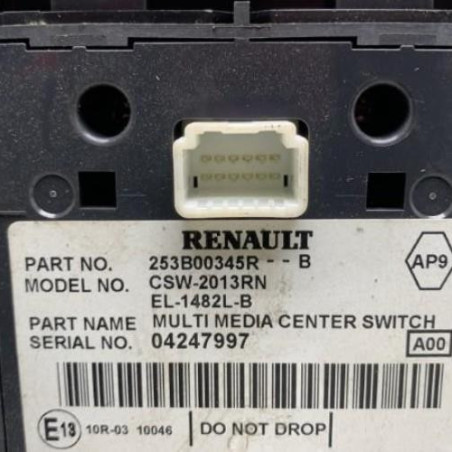 RENAULT
PART NO. 253B00345R - - B
MODEL NO. CSW-2013RN
EL-1482L-B
AP9
PART NAME MULTI MEDIA CENTER SWITCH
SERIAL NO. 04247997
A00
E13 10R-03 10046 DO NOT DROP